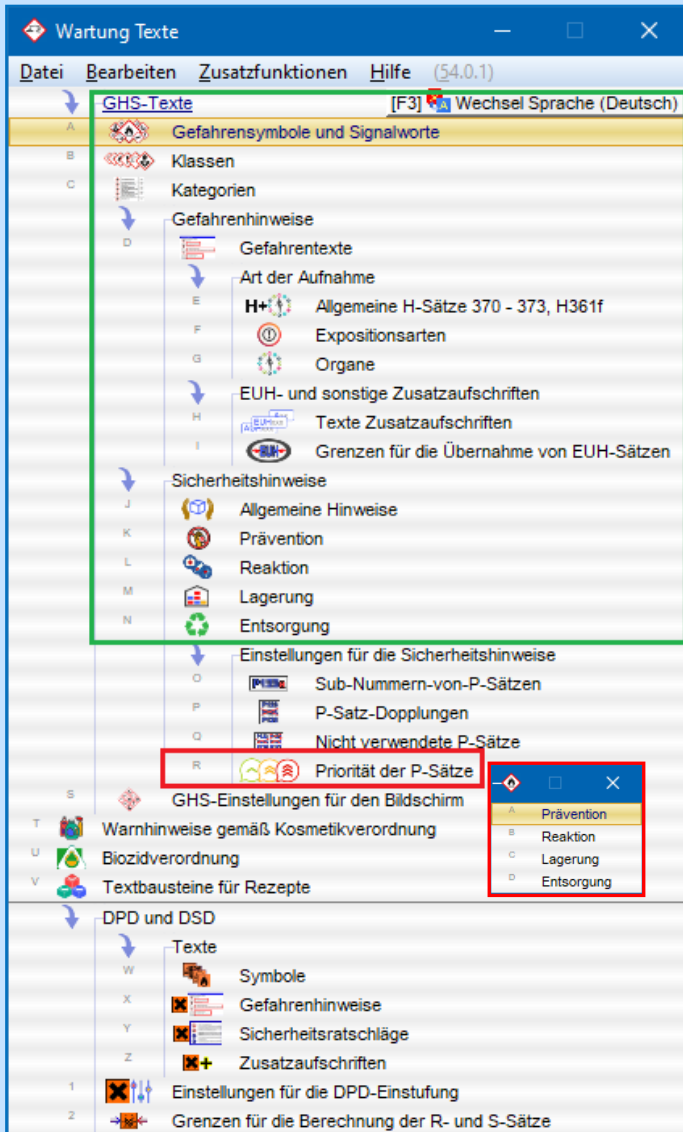 Wartung Texte
Datei Bearbeiten Zusatzfunktionen Hilfe (54.0.1)
GHS-Texte [F3] Wechsel Sprache (Deutsch)
A Gefahrensymbole und Signalworte
B Klassen
C Kategorien
Gefahrenhinweise
D Gefahrentexte
Art der Aufnahme
E H+ Allgemeine H-Sätze 370 - 373, H361f
F Expositionsarten
G Organe
EUH- und sonstige Zusatzaufschriften
H Texte Zusatzaufschriften
I Grenzen für die Übernahme von EUH-Sätzen
Sicherheitshinweise
J Allgemeine Hinweise
K Prävention
L Reaktion
M Lagerung
N Entsorgung
Einstellungen für die Sicherheitshinweise
O Sub-Nummern-von-P-Sätzen
P P-Satz-Dopplungen
Q Nicht verwendete P-Sätze
R Priorität der P-Sätze
S GHS-Einstellungen für den Bildschirm
T Warnhinweise gemäß Kosmetikverordnung
U Biozidverordnung
V Textbausteine für Rezepte
A Prävention
B Reaktion
C Lagerung
D Entsorgung
DPD und DSD
Texte
W Symbole
X Gefahrenhinweise
Y Sicherheitsratschläge
Z Zusatzaufschriften
1 Einstellungen für die DPD-Einstufung
2 Grenzen für die Berechnung der R- und S-Sätze